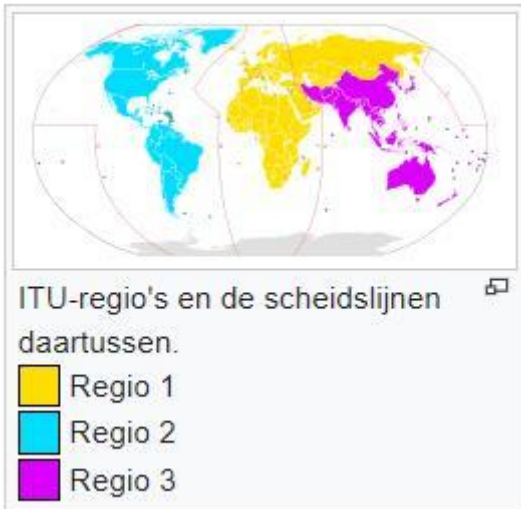 ITU-regio's en de scheidslijnen
daartussen.
Regio 1
Regio 2
Regio 3